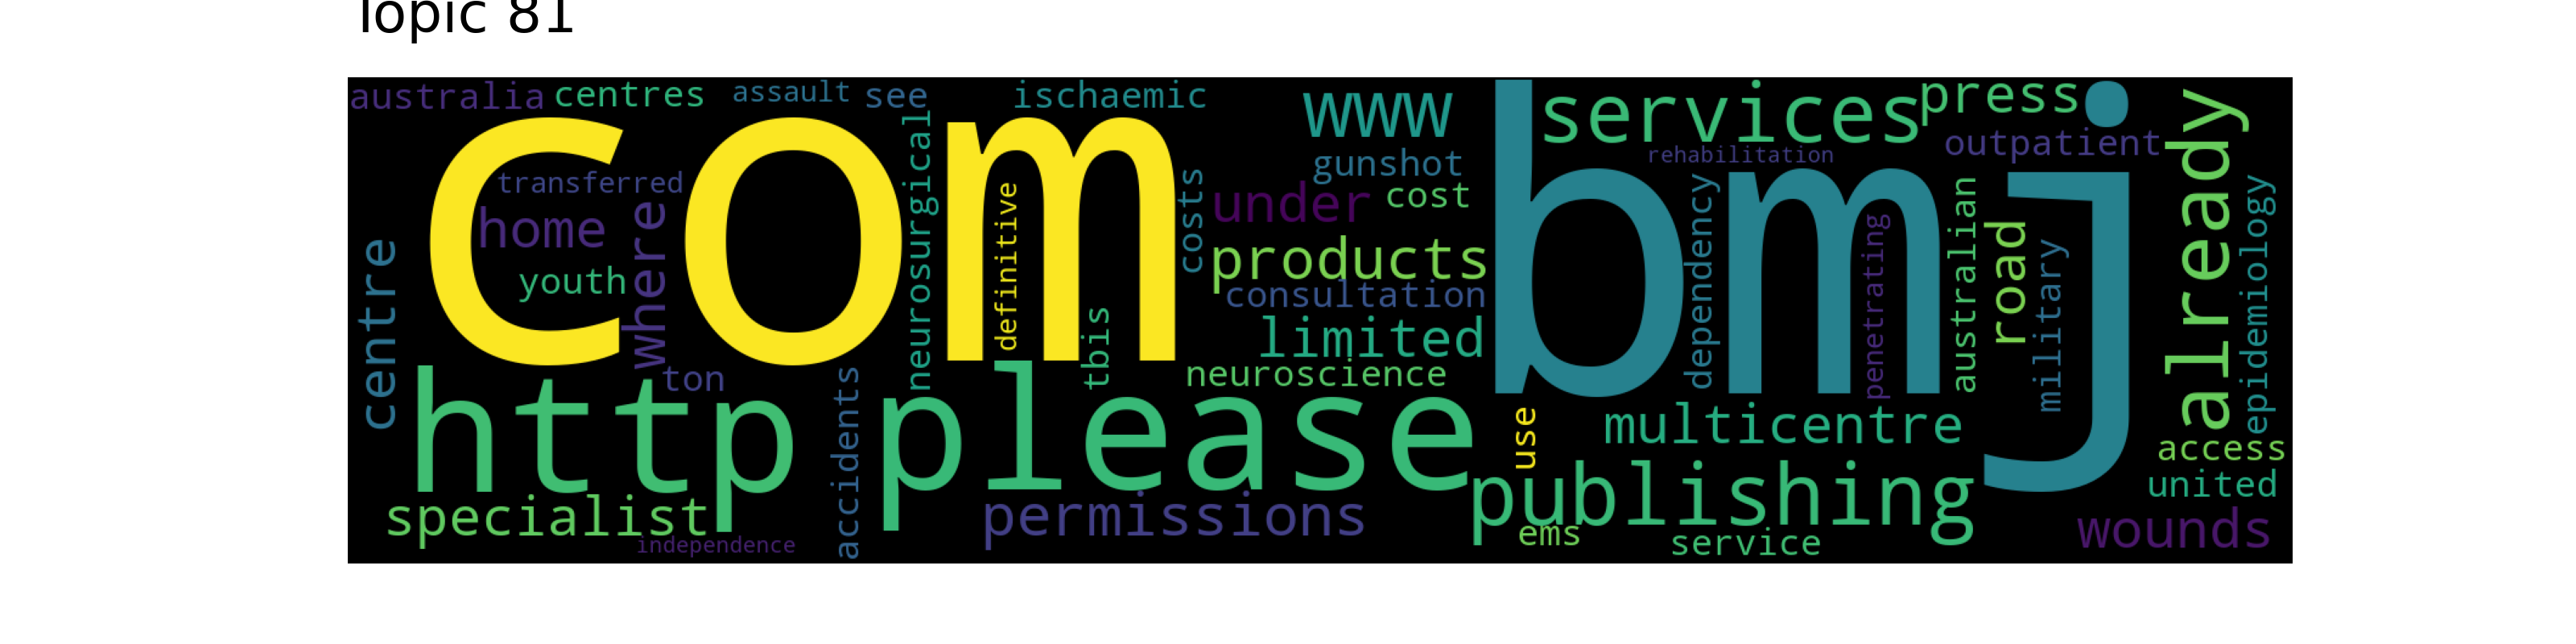 Topic 81
australia centres assault see ischaemic www services press
gunshot rehabilitation outpatient
com bmj
transferred under cost
home where youth
neurosurgical definitive costs tbis
products
consultation
limited
neuroscience
dependency penetrating australian road military already epidemiology
centre ton
http please
accidents
use multicentre
access
united
specialist permissions publishing
independence ems service wounds